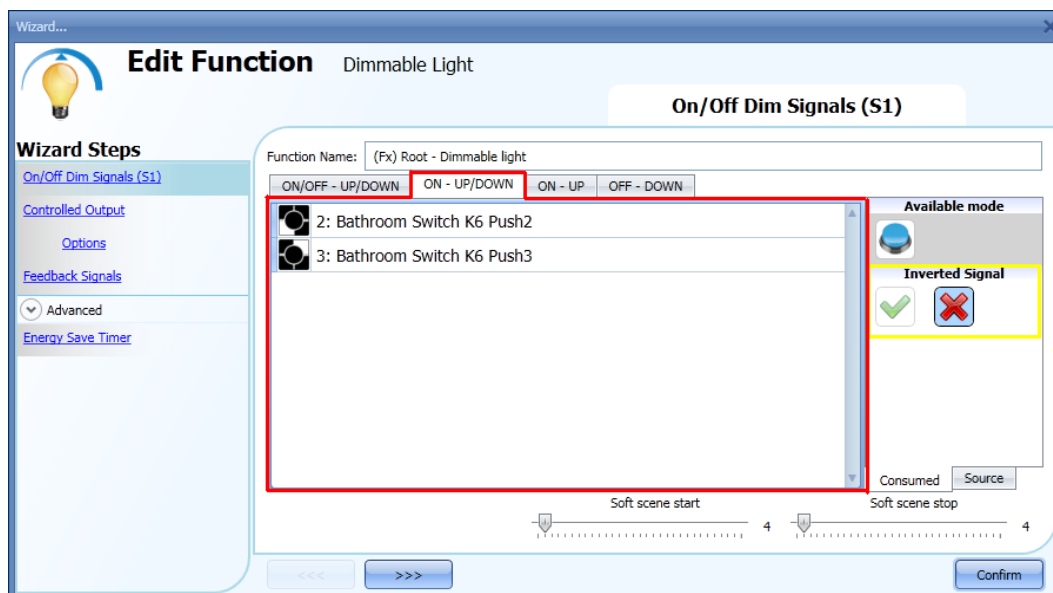 Wizard...
Edit Function Dimmable Light
On/Off Dim Signals (S1)
Wizard Steps
On/Off Dim Signals (S1)
Controlled Output
Options
Feedback Signals
Advanced
Energy Save Timer
Function Name: (Fx) Root - Dimmable light
ON/OFF - UP/DOWN ON - UP/DOWN ON - UP OFF - DOWN
2: Bathroom Switch K6 Push2
3: Bathroom Switch K6 Push3
Available mode
Inverted Signal
Consumed Source
Soft scene start Soft scene stop
4 4
<<< >>> Confirm